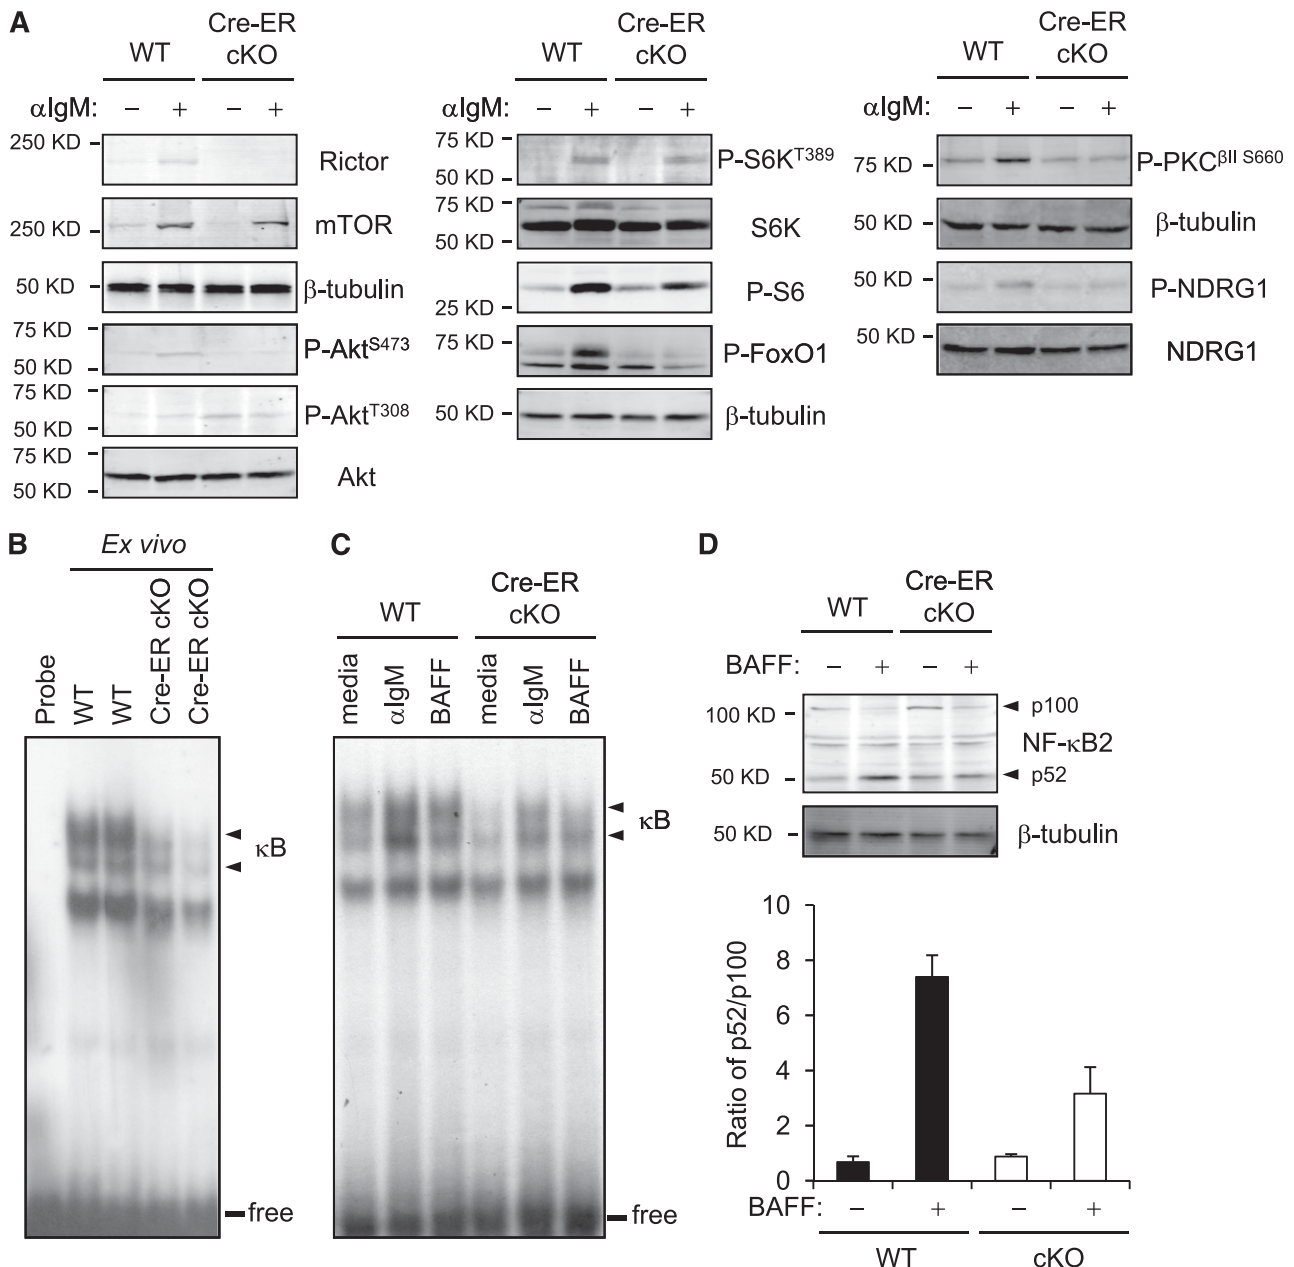 A
WT
Cre-ER
cKO
αIgM: − + − +
250 KD
Rictor
250 KD
mTOR
50 KD
β-tubulin
75 KD
50 KD
P-AktS473
75 KD
50 KD
P-AktT308
75 KD
50 KD
Akt
WT
Cre-ER
cKO
αIgM: − + − +
75 KD
50 KD
P-S6KT389
75 KD
50 KD
S6K
25 KD
P-S6
75 KD
P-FoxO1
50 KD
β-tubulin
WT
Cre-ER
cKO
αIgM: − + − +
75 KD
P-PKCβII S660
50 KD
β-tubulin
50 KD
P-NDRG1
50 KD
NDRG1
B
Ex vivo
Probe
WT
WT
Cre-ER cKO
Cre-ER cKO
κB
free
C
WT
Cre-ER
cKO
media
αIgM
BAFF
media
αIgM
BAFF
κB
free
D
WT
Cre-ER
cKO
BAFF: − + − +
100 KD
p100
NF-κB2
50 KD
p52
50 KD
β-tubulin
Ratio of p52/p100
10
8
6
4
2
0
BAFF: − + − +
WT cKO